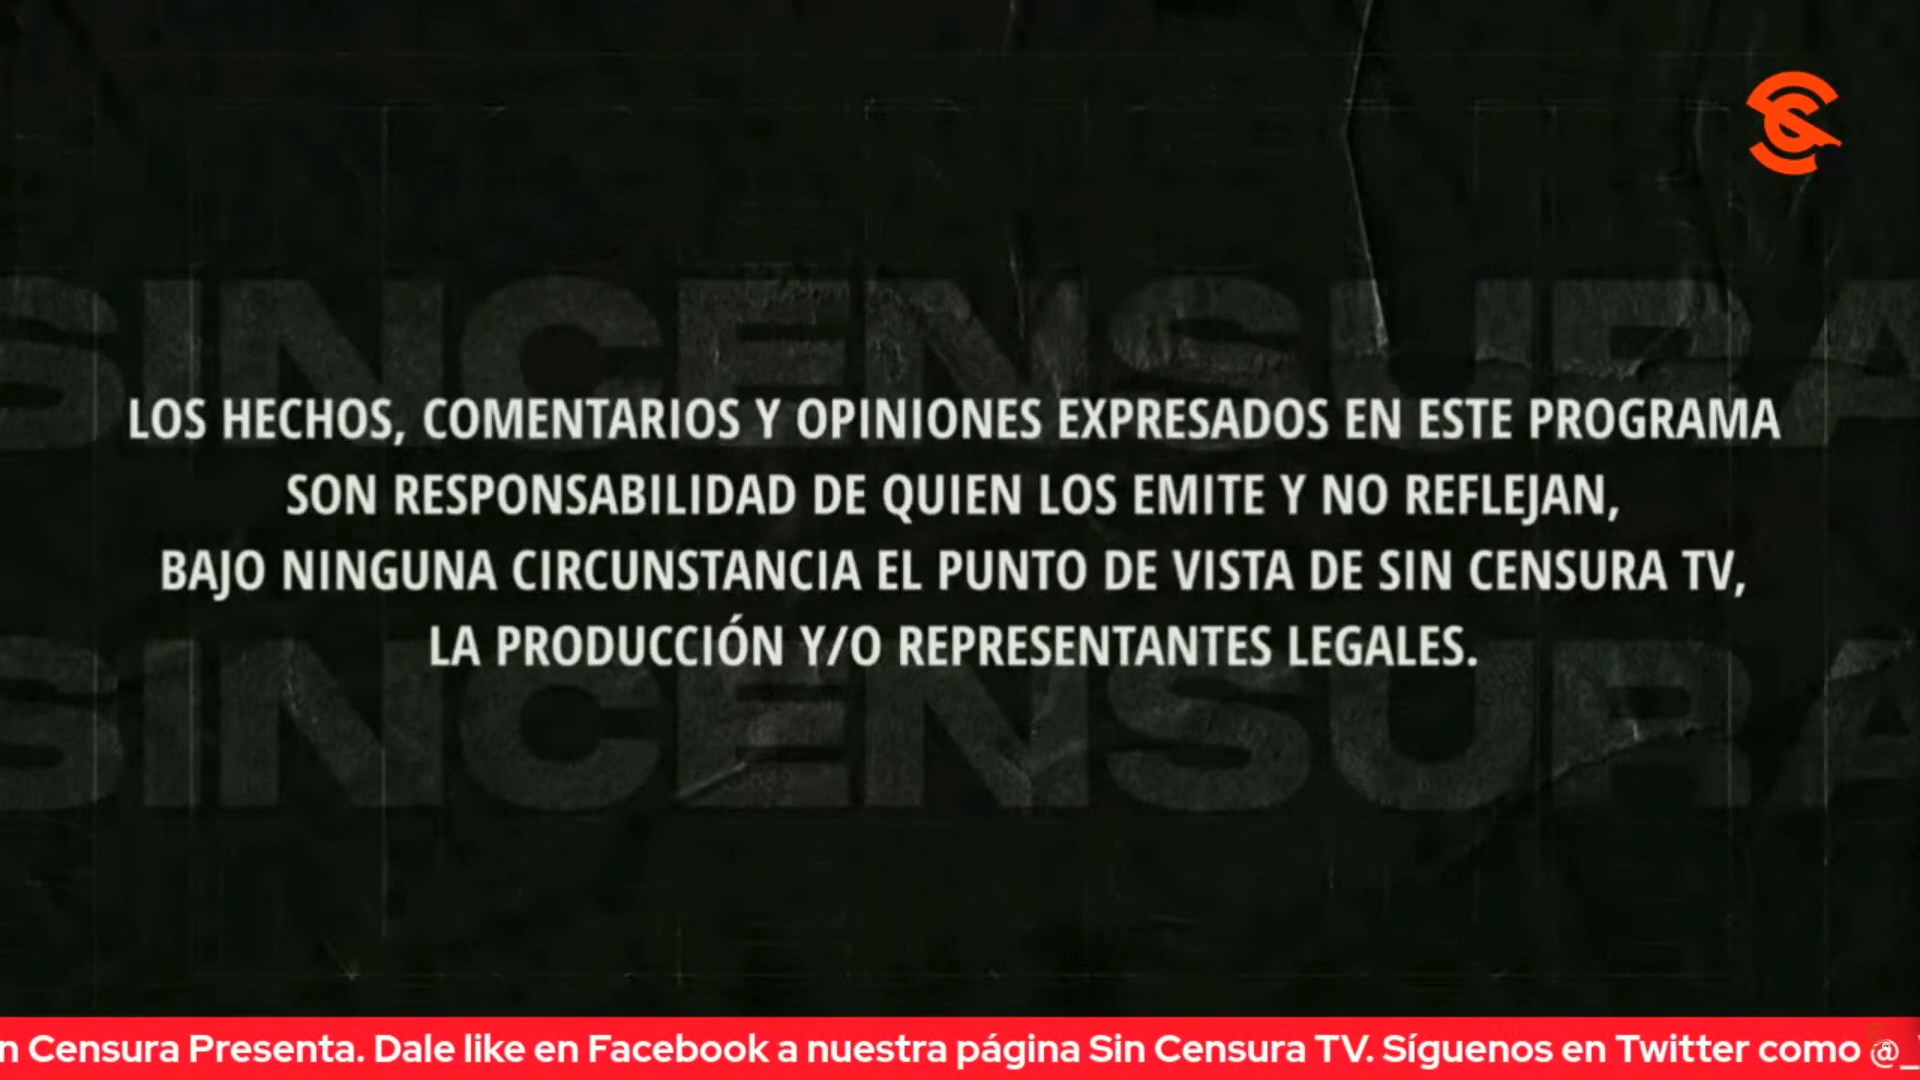 SINCENSURA
LOS HECHOS, COMENTARIOS Y OPINIONES EXPRESADOS EN ESTE PROGRAMA
SON RESPONSABILIDAD DE QUIEN LOS EMITE Y NO REFLEJAN,
BAJO NINGUNA CIRCUNSTANCIA EL PUNTO DE VISTA DE SIN CENSURA TV,
LA PRODUCCIÓN Y/O REPRESENTANTES LEGALES.
SINCENSURA
n Censura Presenta. Dale like en Facebook a nuestra página Sin Censura TV. Síguenos en Twitter como @_